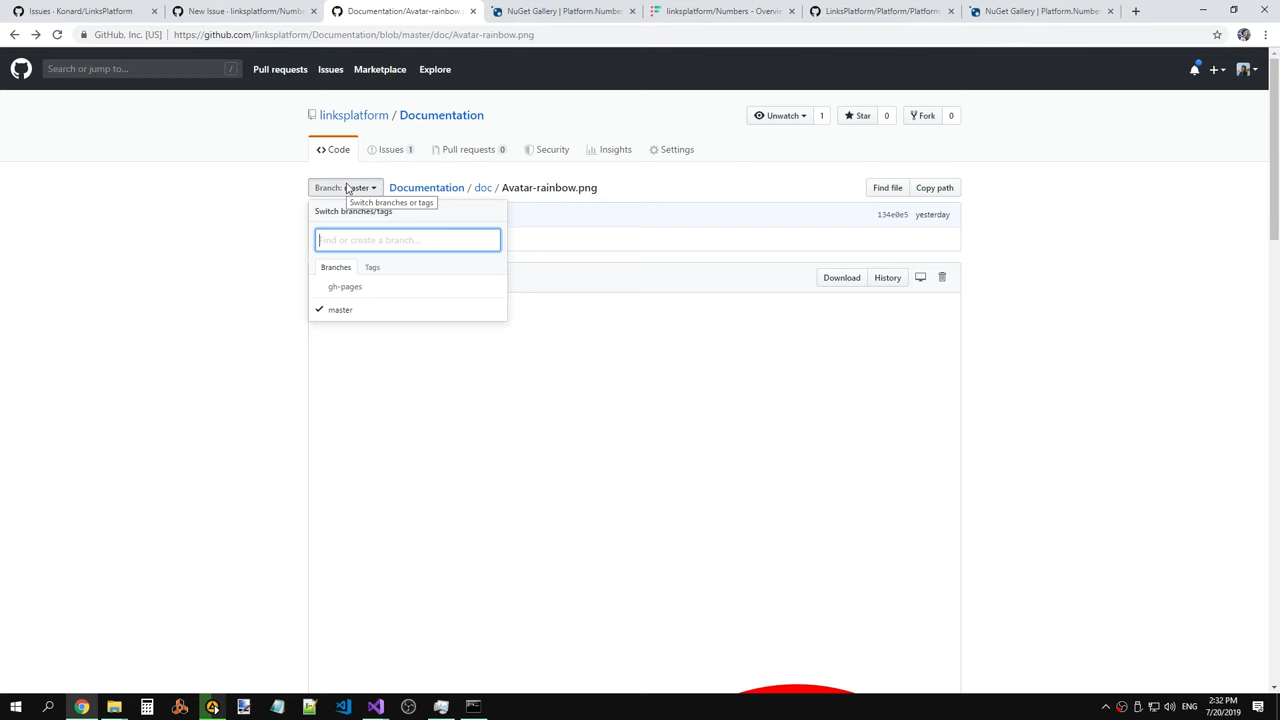 Issues · Konard/LinksPlatform
New Issue · linksplatform/Numb
Documentation/Avatar-rainbow.p
NuGet Gallery | Platform.Number
linksplatform/Numbers - Overvie
LinksPlatform/Platform/Platform.
NuGet Gallery | Platform.Number
GitHub, Inc. [US] | https://github.com/linksplatform/Documentation/blob/master/doc/Avatar-rainbow.png
Search or jump to... / Pull requests Issues Marketplace Explore
linksplatform / Documentation Unwatch 1 Star 0 Fork 0
Code Issues 1 Pull requests 0 Security Insights Settings
Branch: master Documentation / doc / Avatar-rainbow.png Find file Copy path
Switch branches or tags
Switch branches/tags 134e0e5 yesterday
Find or create a branch...
Branches Tags Download History
gh-pages
master
2:32 PM
7/20/2019